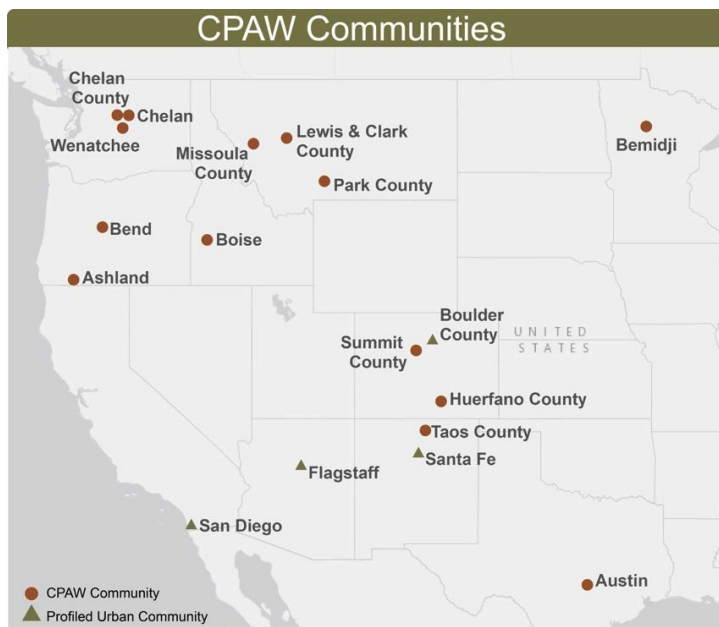 CPAW Communities
Chelan
County
Chelan
Wenatchee
Missoula
County
Lewis & Clark
County
Park County
Bemidji
Bend
Boise
Ashland
Boulder
County
Summit
County
UNITED
STATES
Huerfano County
Taos County
Santa Fe
Flagstaff
San Diego
Austin
CPAW Community
Profiled Urban Community